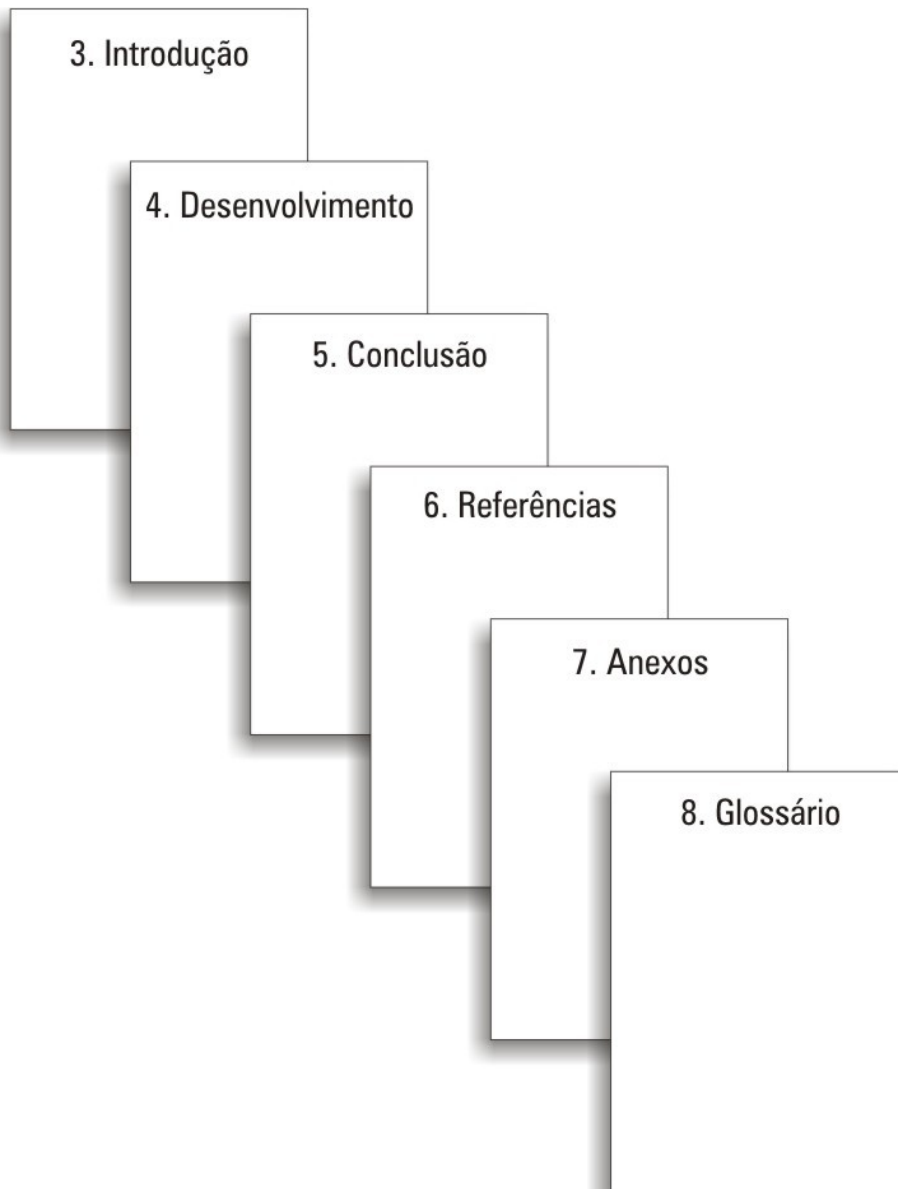 3. Introdução
4. Desenvolvimento
5. Conclusão
6. Referências
7. Anexos
8. Glossário